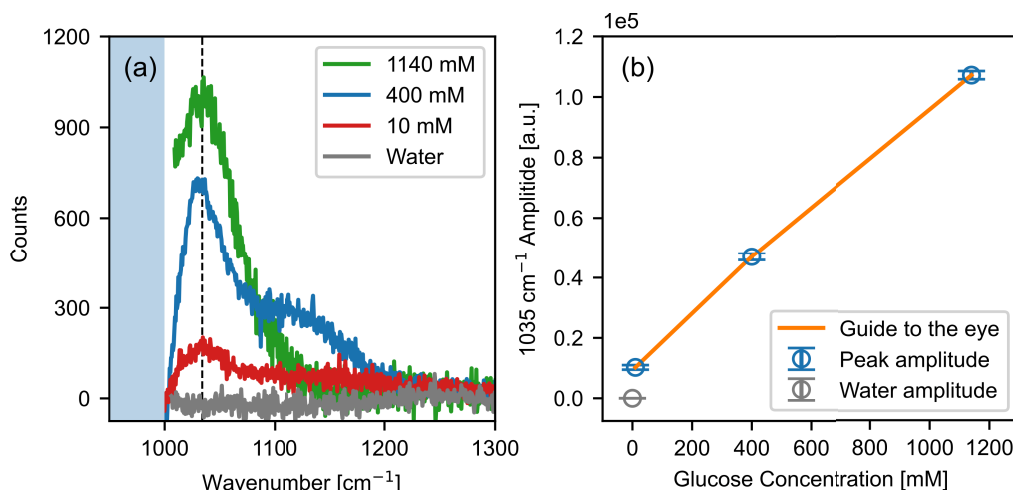 (a)
1200
900
600
300
0
1000
1100
1200
1300
Counts
Wavenumber [cm⁻¹]
1140 mM
400 mM
10 mM
Water
1e5
(b)
1.2
1.0
0.8
0.6
0.4
0.2
0.0
0
200
400
600
800
1000
1200
1035 cm⁻¹ Amplitide [a.u.]
Glucose Concentration [mM]
Guide to the eye
Peak amplitude
Water amplitude